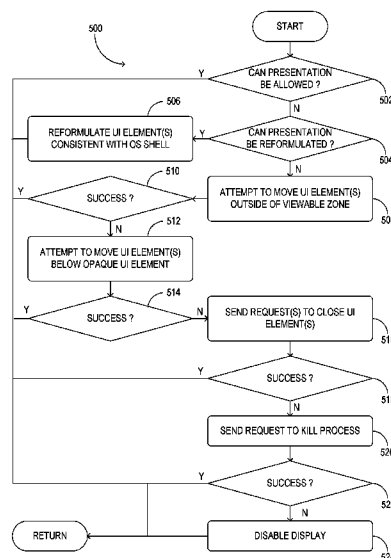 500
START
Y
CAN PRESENTATION
BE ALLOWED ?
502
N
506
REFORMULATE UI ELEMENT(S)
CONSISTENT WITH OS SHELL
Y
CAN PRESENTATION
BE REFORMULATED ?
504
N
510
Y
SUCCESS ?
ATTEMPT TO MOVE UI ELEMENT(S)
OUTSIDE OF VIEWABLE ZONE
N
512
ATTEMPT TO MOVE UI ELEMENT(S)
BELOW OPAQUE UI ELEMENT
514
Y
SUCCESS ?
N
SEND REQUEST(S) TO CLOSE UI
ELEMENT(S)
Y
SUCCESS ?
N
SEND REQUEST TO KILL PROCESS
Y
SUCCESS ?
N
RETURN
DISABLE DISPLAY